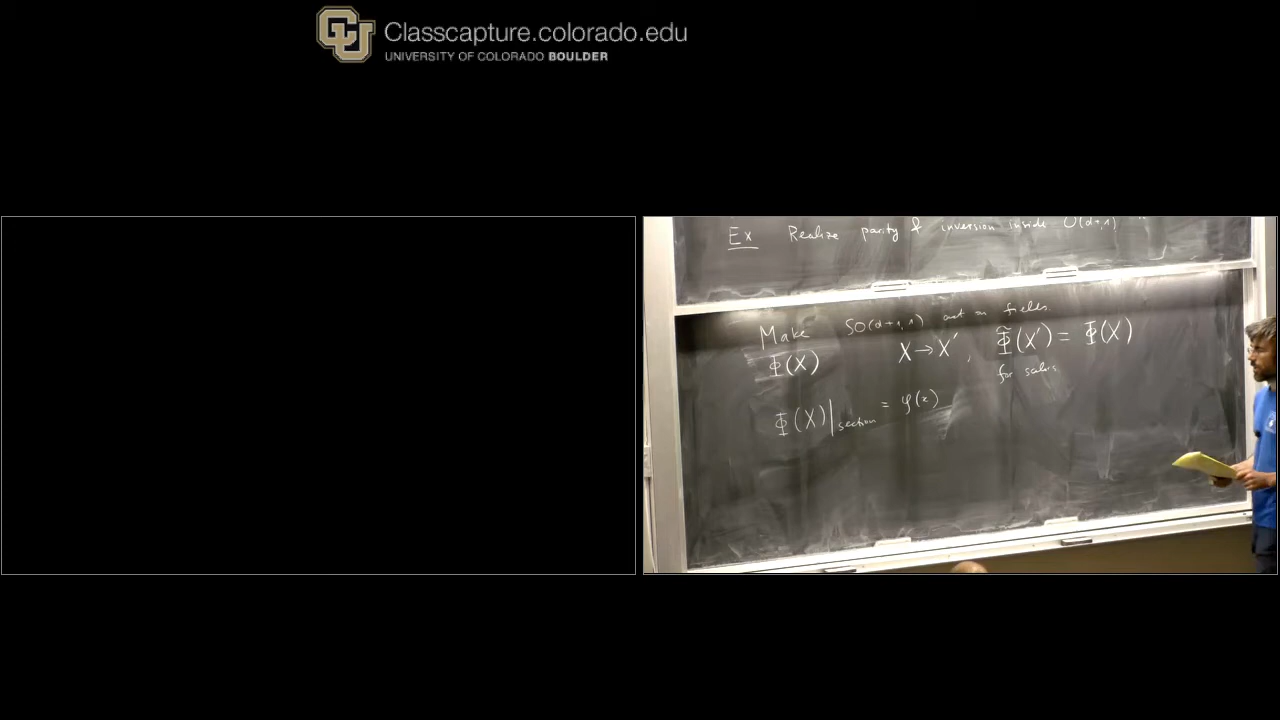 Classcapture.colorado.edu
UNIVERSITY OF COLORADO BOULDER
Ex Realize parity & inversion inside O(d+1,1)
Make SO(d+1,1) act on fields.
Φ(X) X→X′, Φ̃(X′) = Φ(X)
for scalars
Φ(X)|section = φ(x)